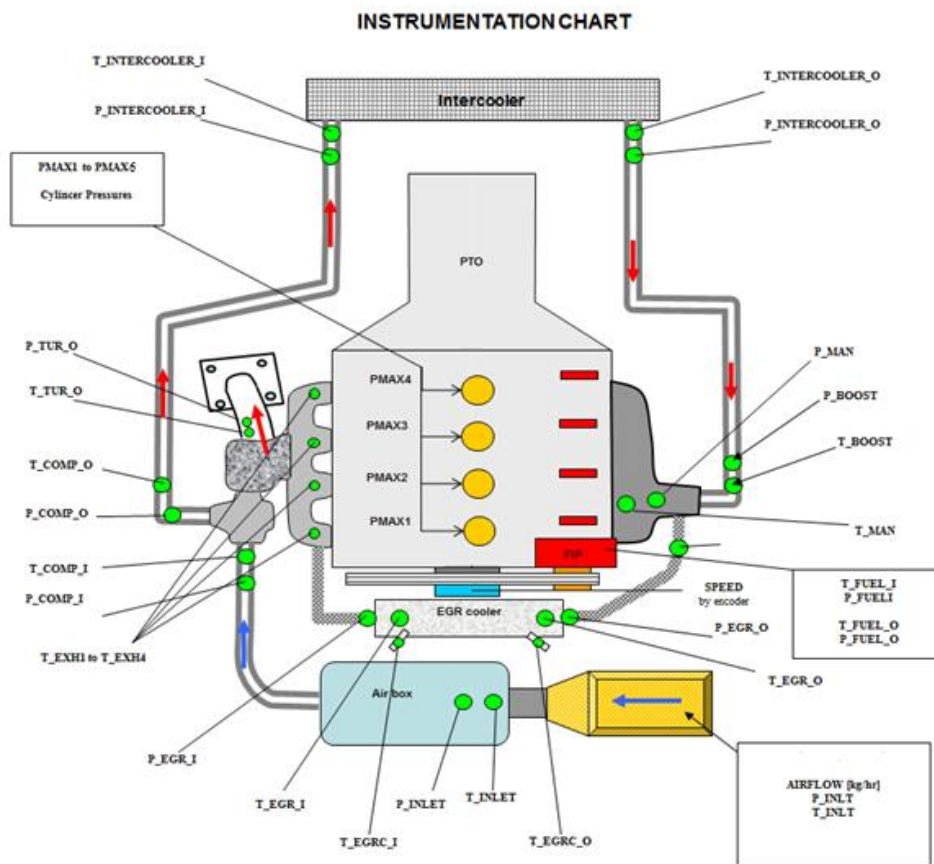 INSTRUMENTATION CHART
T_INTERCOOLER_I
T_INTERCOOLER_O
Intercooler
P_INTERCOOLER_I
P_INTERCOOLER_O
PMAX1 to PMAX-5
Cylincer Pressures
PTO
P_TUR_O
P_MAN
T_TUR_O
PMAX4
P_BOOST
PMAX3
T_BOOST
T_COMP_O
PMAX2
P_COMP_O
PMAX1
T_MAN
FIP
T_COMP_I
SPEED
by encoder
T_FUEL_I
P_FUELI
T_FUEL_O
P_FUEL_O
P_COMP_I
EGR cooler
P_EGR_O
T_EXH1 to T_EXH4
T_EGR_O
Air box
P_EGR_I
T_EGR_I
P_INLET
T_INLET
AIRFLOW [kg/hr]
P_INLT
T_INLT
T_EGRC_I
T_EGRC_O